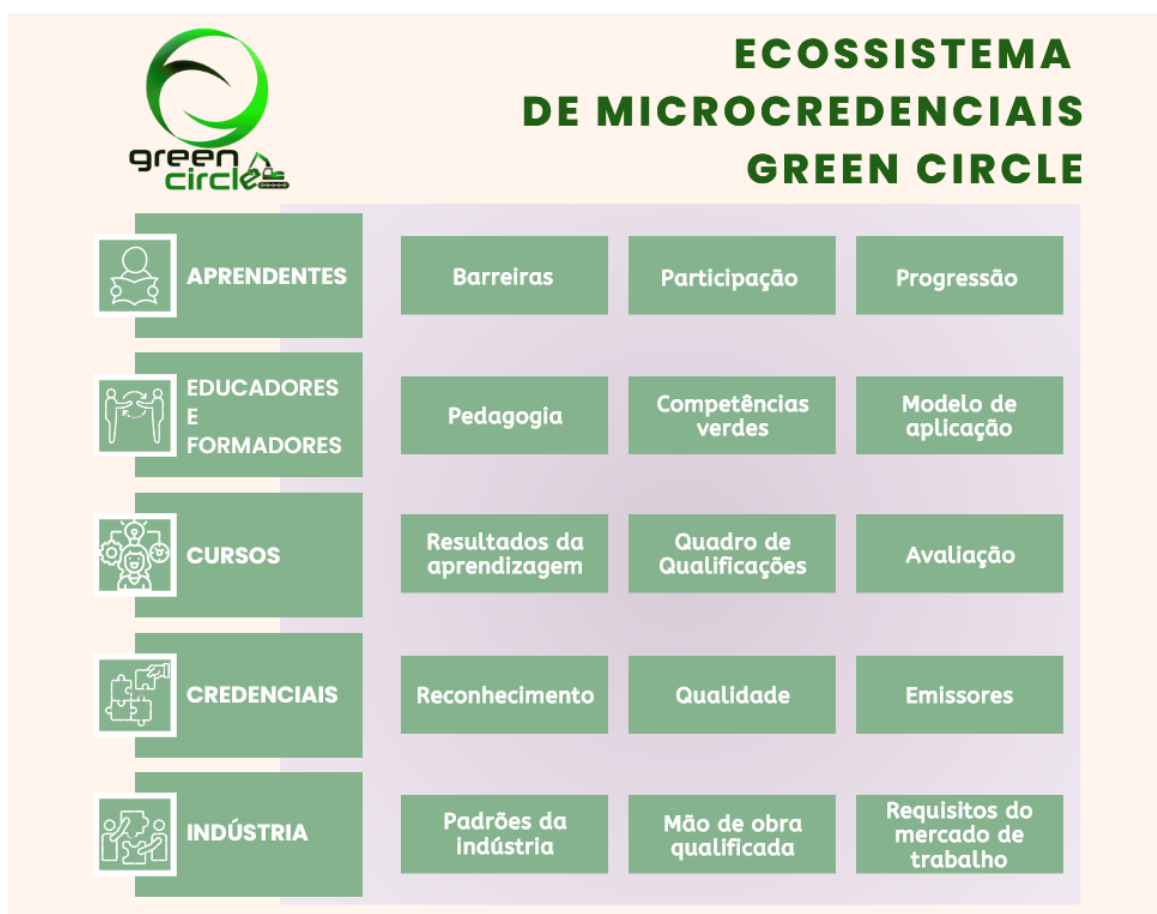 green
circle
ECOSSISTEMA
DE MICROCREDENCIAIS
GREEN CIRCLE
APRENDENTES
Barreiras
Participação
Progressão
EDUCADORES
E
FORMADORES
Pedagogia
Competências
verdes
Modelo de
aplicação
CURSOS
Resultados da
aprendizagem
Quadro de
Qualificações
Avaliação
CREDENCIAIS
Reconhecimento
Qualidade
Emissores
INDÚSTRIA
Padrões da
indústria
Mão de obra
qualificada
Requisitos do
mercado de
trabalho